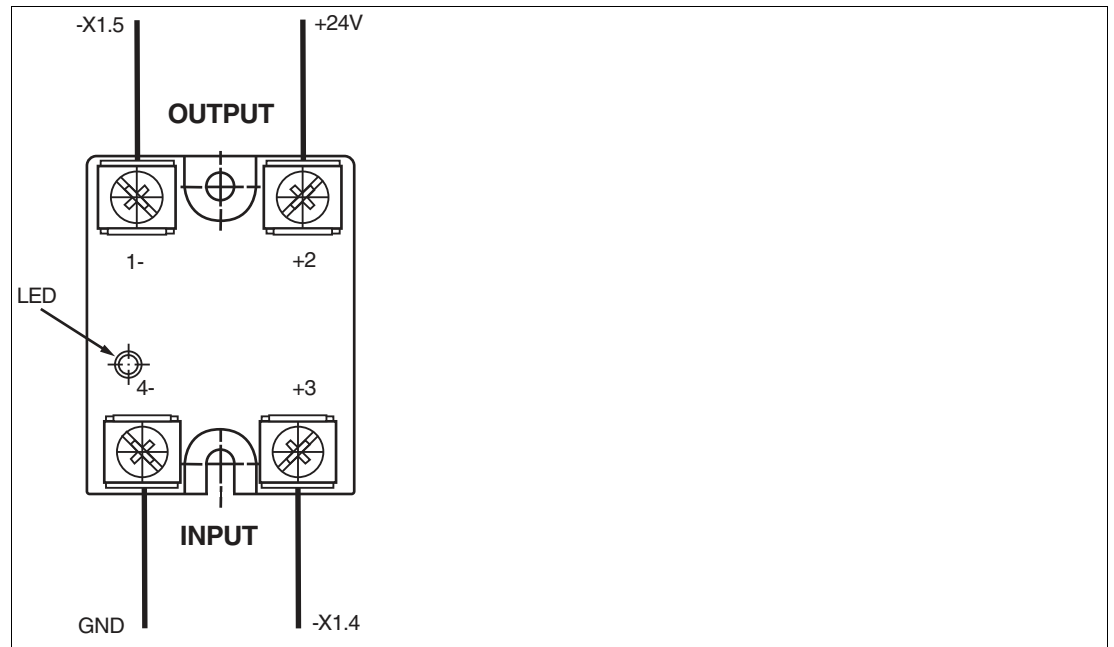 -X1.5
+24V
OUTPUT
1-
+2
LED
4-
+3
INPUT
GND
-X1.4